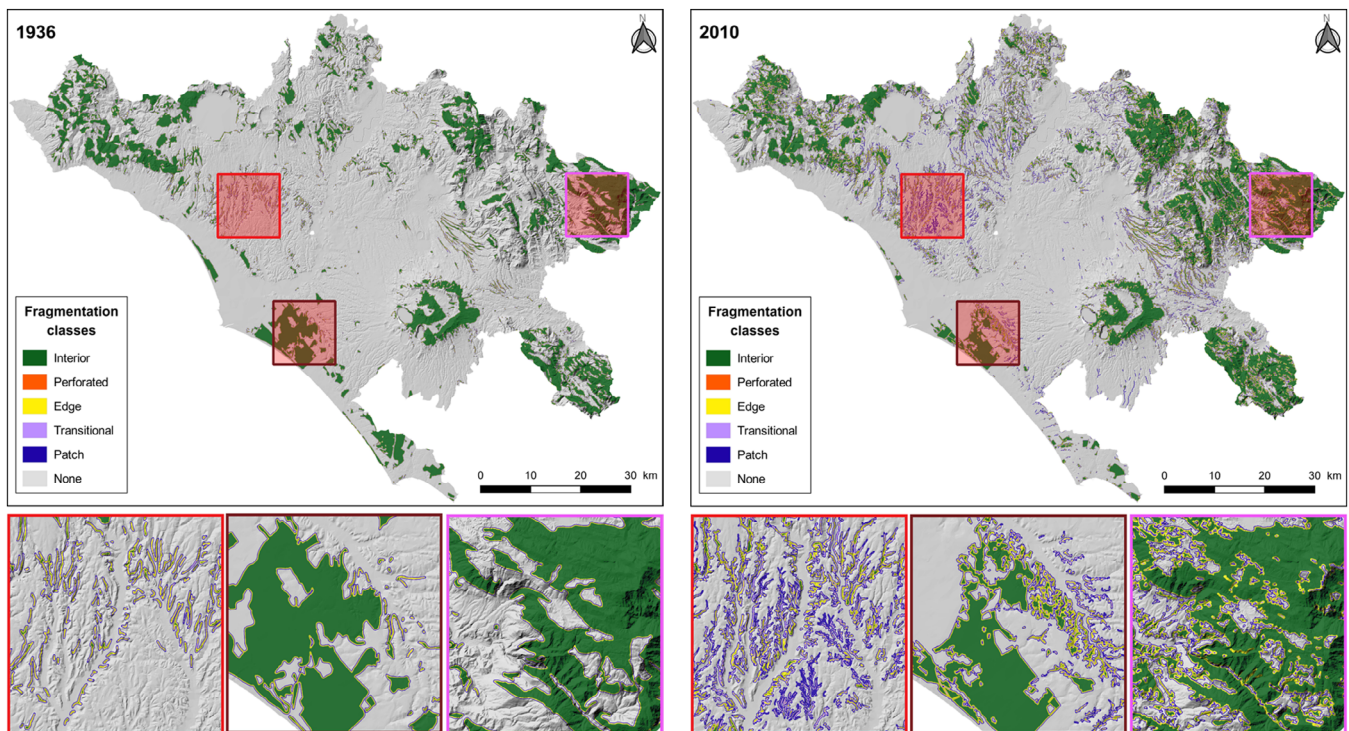 1936
N
Fragmentation
classes
Interior
Perforated
Edge
Transitional
Patch
None
0 10 20 30 km
2010
N
Fragmentation
classes
Interior
Perforated
Edge
Transitional
Patch
None
0 10 20 30 km